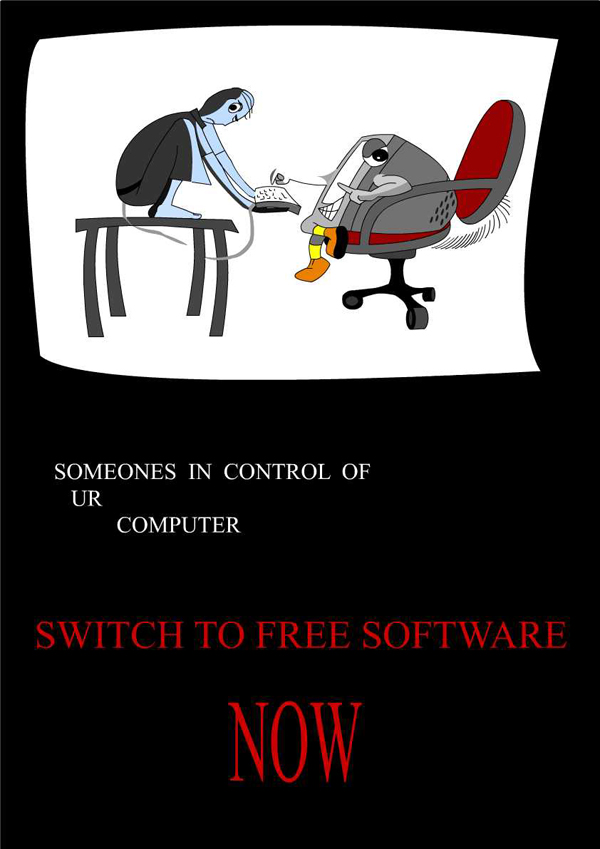 SOMEONES IN CONTROL OF
UR
COMPUTER
SWITCH TO FREE SOFTWARE
NOW